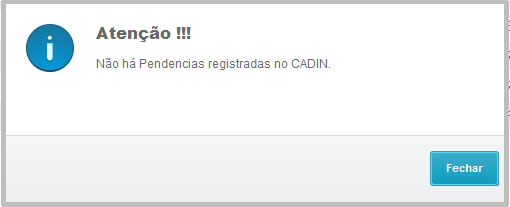 Atenção !!!
Não há Pendencias registradas no CADIN.
Fechar